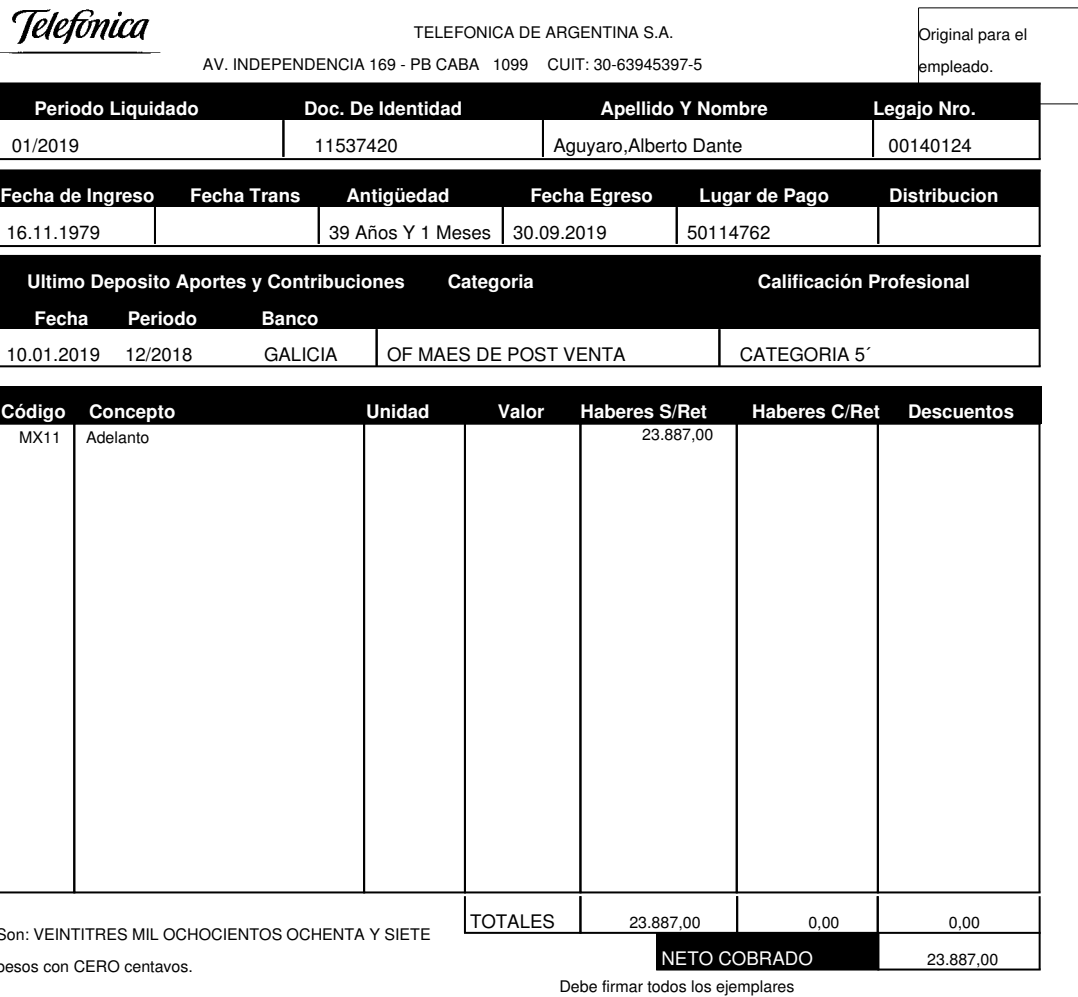 Telefónica
TELEFONICA DE ARGENTINA S.A.
Original para el
AV. INDEPENDENCIA 169 - PB CABA 1099 CUIT: 30-63945397-5
empleado.
Periodo Liquidado Doc. De Identidad Apellido Y Nombre Legajo Nro.
01/2019 11537420 Aguyaro,Alberto Dante 00140124
Fecha de Ingreso Fecha Trans Antigüedad Fecha Egreso Lugar de Pago Distribucion
16.11.1979 39 Años Y 1 Meses 30.09.2019 50114762
Ultimo Deposito Aportes y Contribuciones Categoria Calificación Profesional
Fecha Periodo Banco
10.01.2019 12/2018 GALICIA OF MAES DE POST VENTA CATEGORIA 5´
Código Concepto Unidad Valor Haberes S/Ret Haberes C/Ret Descuentos
MX11 Adelanto 23.887,00
TOTALES 23.887,00 0,00 0,00
Son: VEINTITRES MIL OCHOCIENTOS OCHENTA Y SIETE
pesos con CERO centavos.
NETO COBRADO 23.887,00
Debe firmar todos los ejemplares